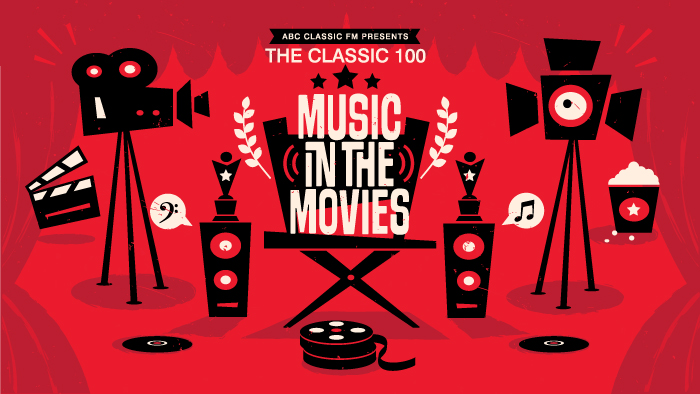 ABC CLASSIC FM PRESENTS
THE CLASSIC 100
MUSIC
IN THE
MOVIES